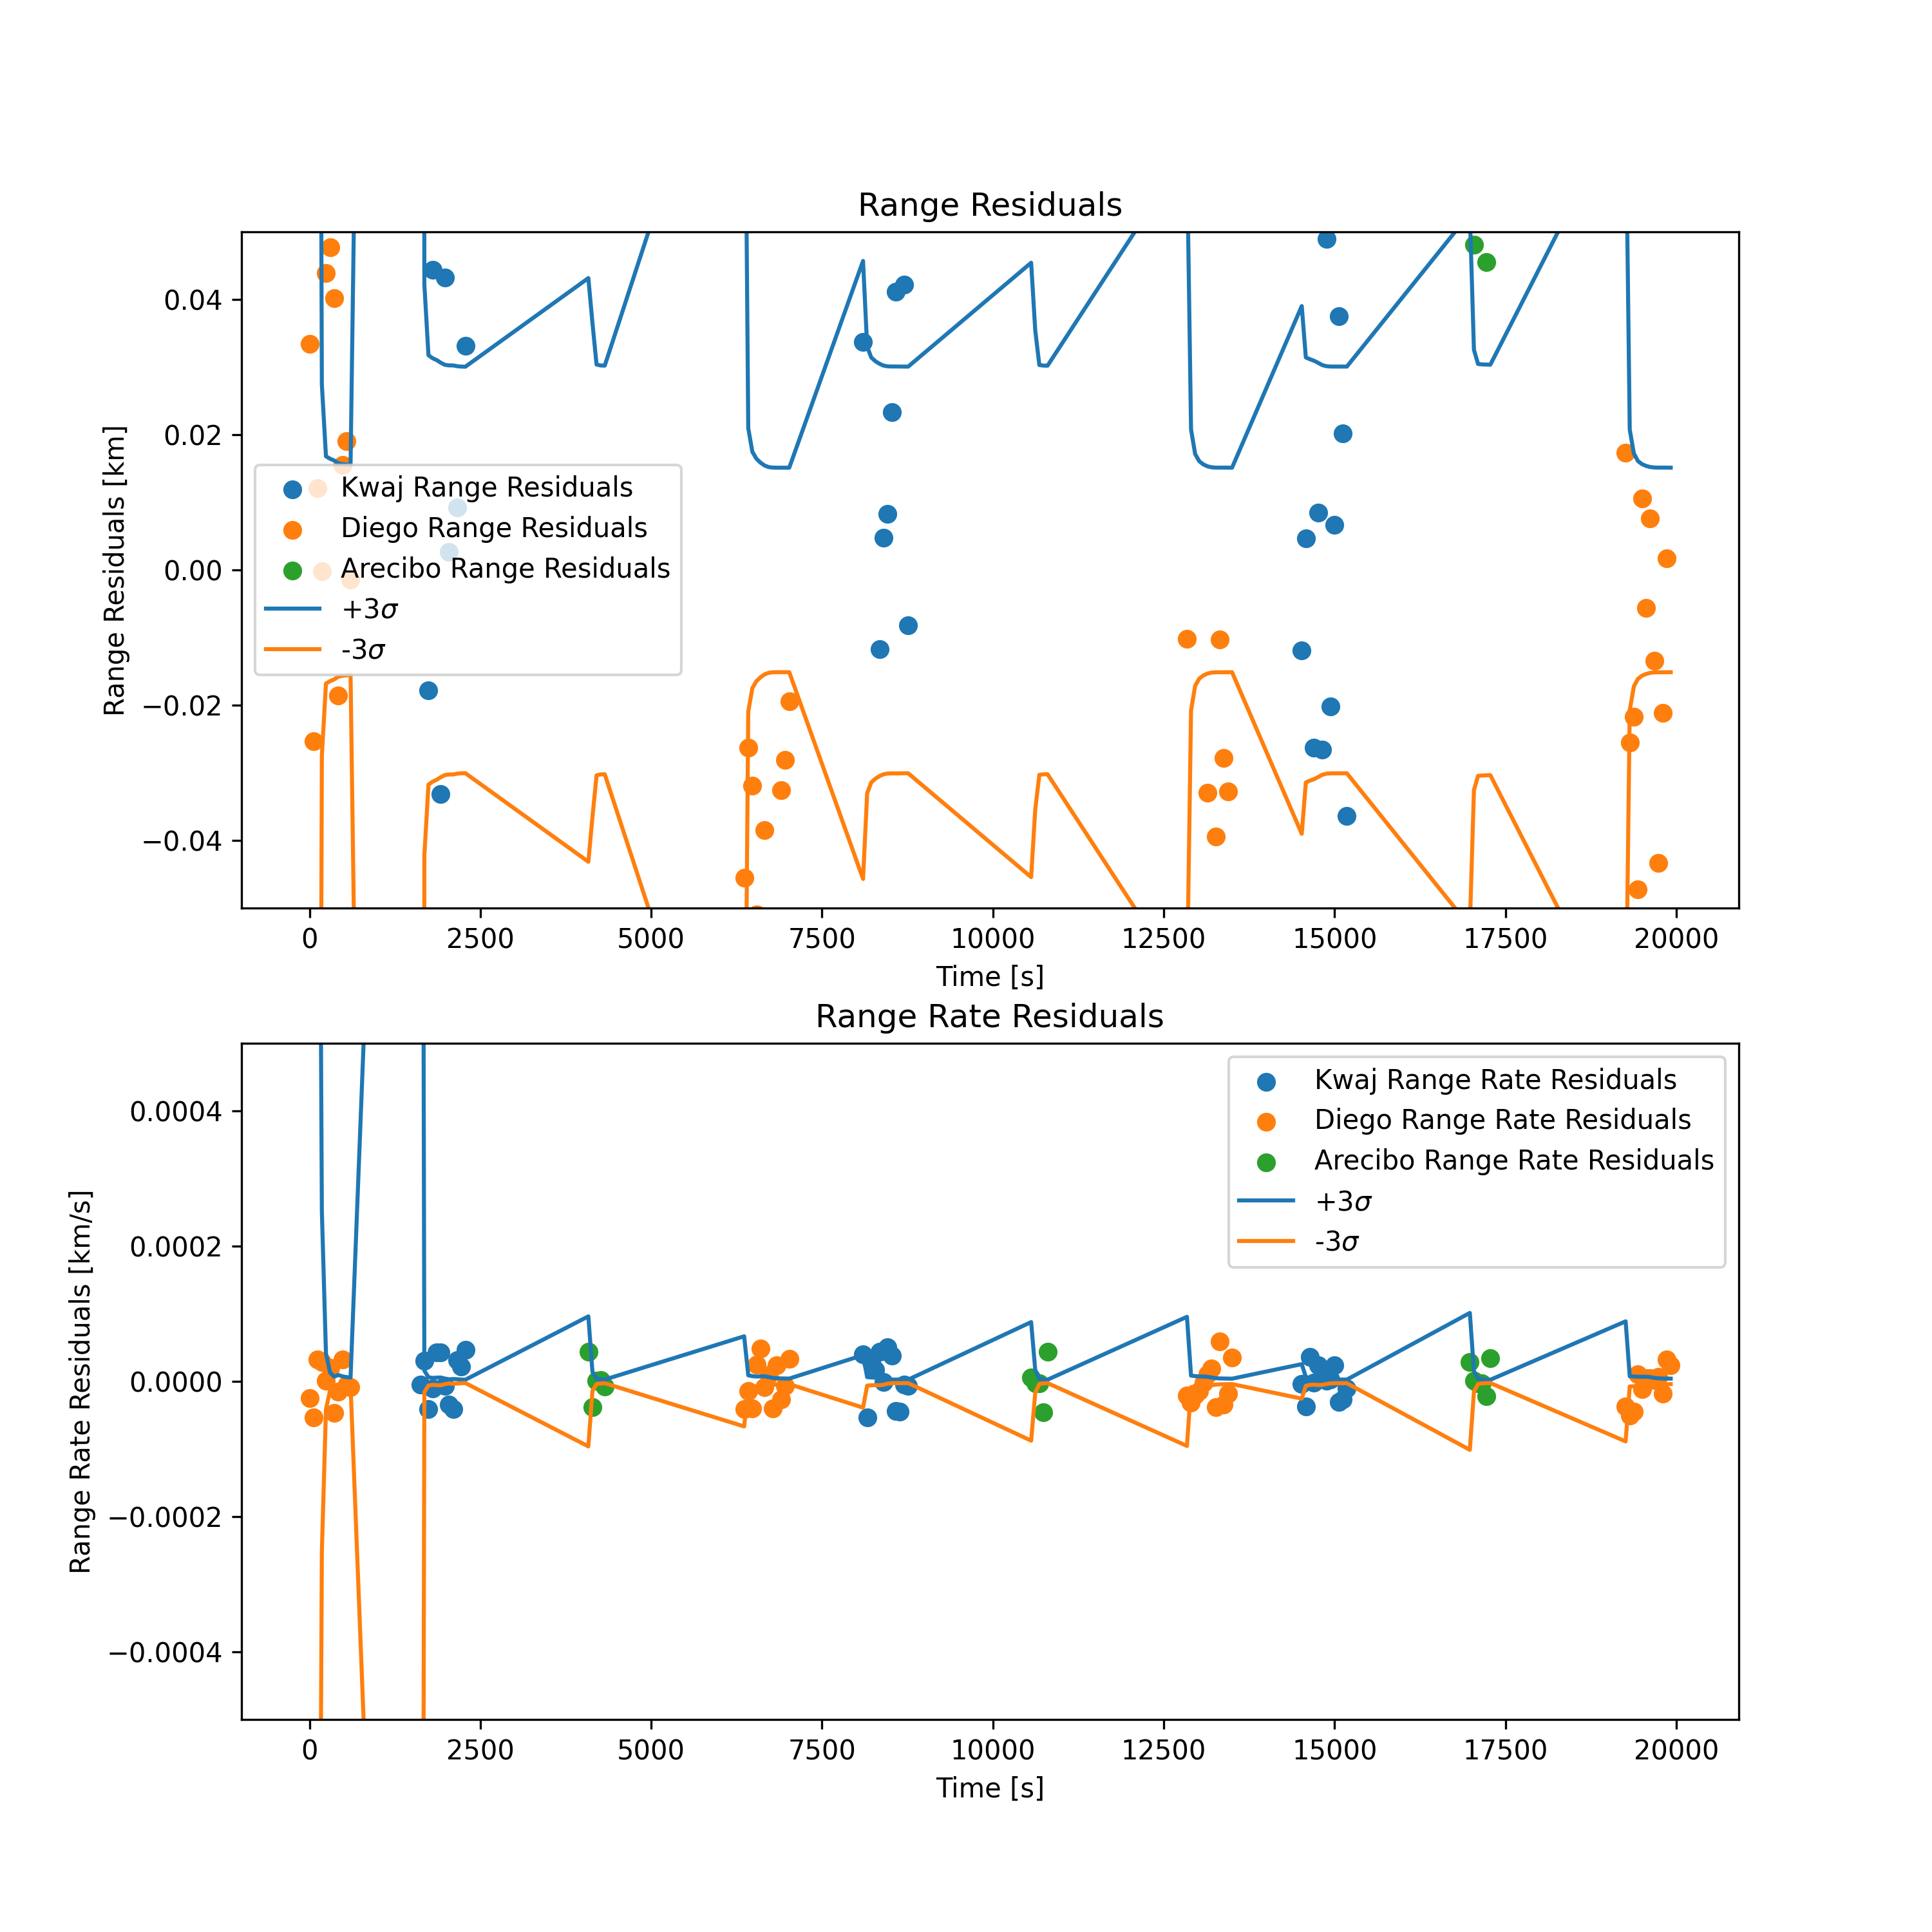 Range Residuals
Range Residuals [km]
0.04
0.02
0.00
−0.02
−0.04
Kwaj Range Residuals
Diego Range Residuals
Arecibo Range Residuals
+3σ
-3σ
0 2500 5000 7500 10000 12500 15000 17500 20000
Time [s]
Range Rate Residuals
Range Rate Residuals [km/s]
0.0004
0.0002
0.0000
−0.0002
−0.0004
Kwaj Range Rate Residuals
Diego Range Rate Residuals
Arecibo Range Rate Residuals
+3σ
-3σ
0 2500 5000 7500 10000 12500 15000 17500 20000
Time [s]